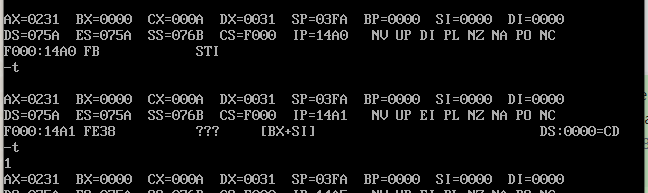 AX=0231 BX=0000 CX=000A DX=0031 SP=03FA BP=0000 SI=0000 DI=0000
DS=075A ES=075A SS=076B CS=F000 IP=14A0 NV UP DI PL NZ NA PO NC
F000:14A0 FB STI
-t
AX=0231 BX=0000 CX=000A DX=0031 SP=03FA BP=0000 SI=0000 DI=0000
DS=075A ES=075A SS=076B CS=F000 IP=14A1 NV UP EI PL NZ NA PO NC
F000:14A1 FE38 ??? [BX+SI] DS:0000=CD
-t
1
AX=0231 BX=0000 CX=000A DX=0031 SP=03FA BP=0000 SI=0000 DI=0000